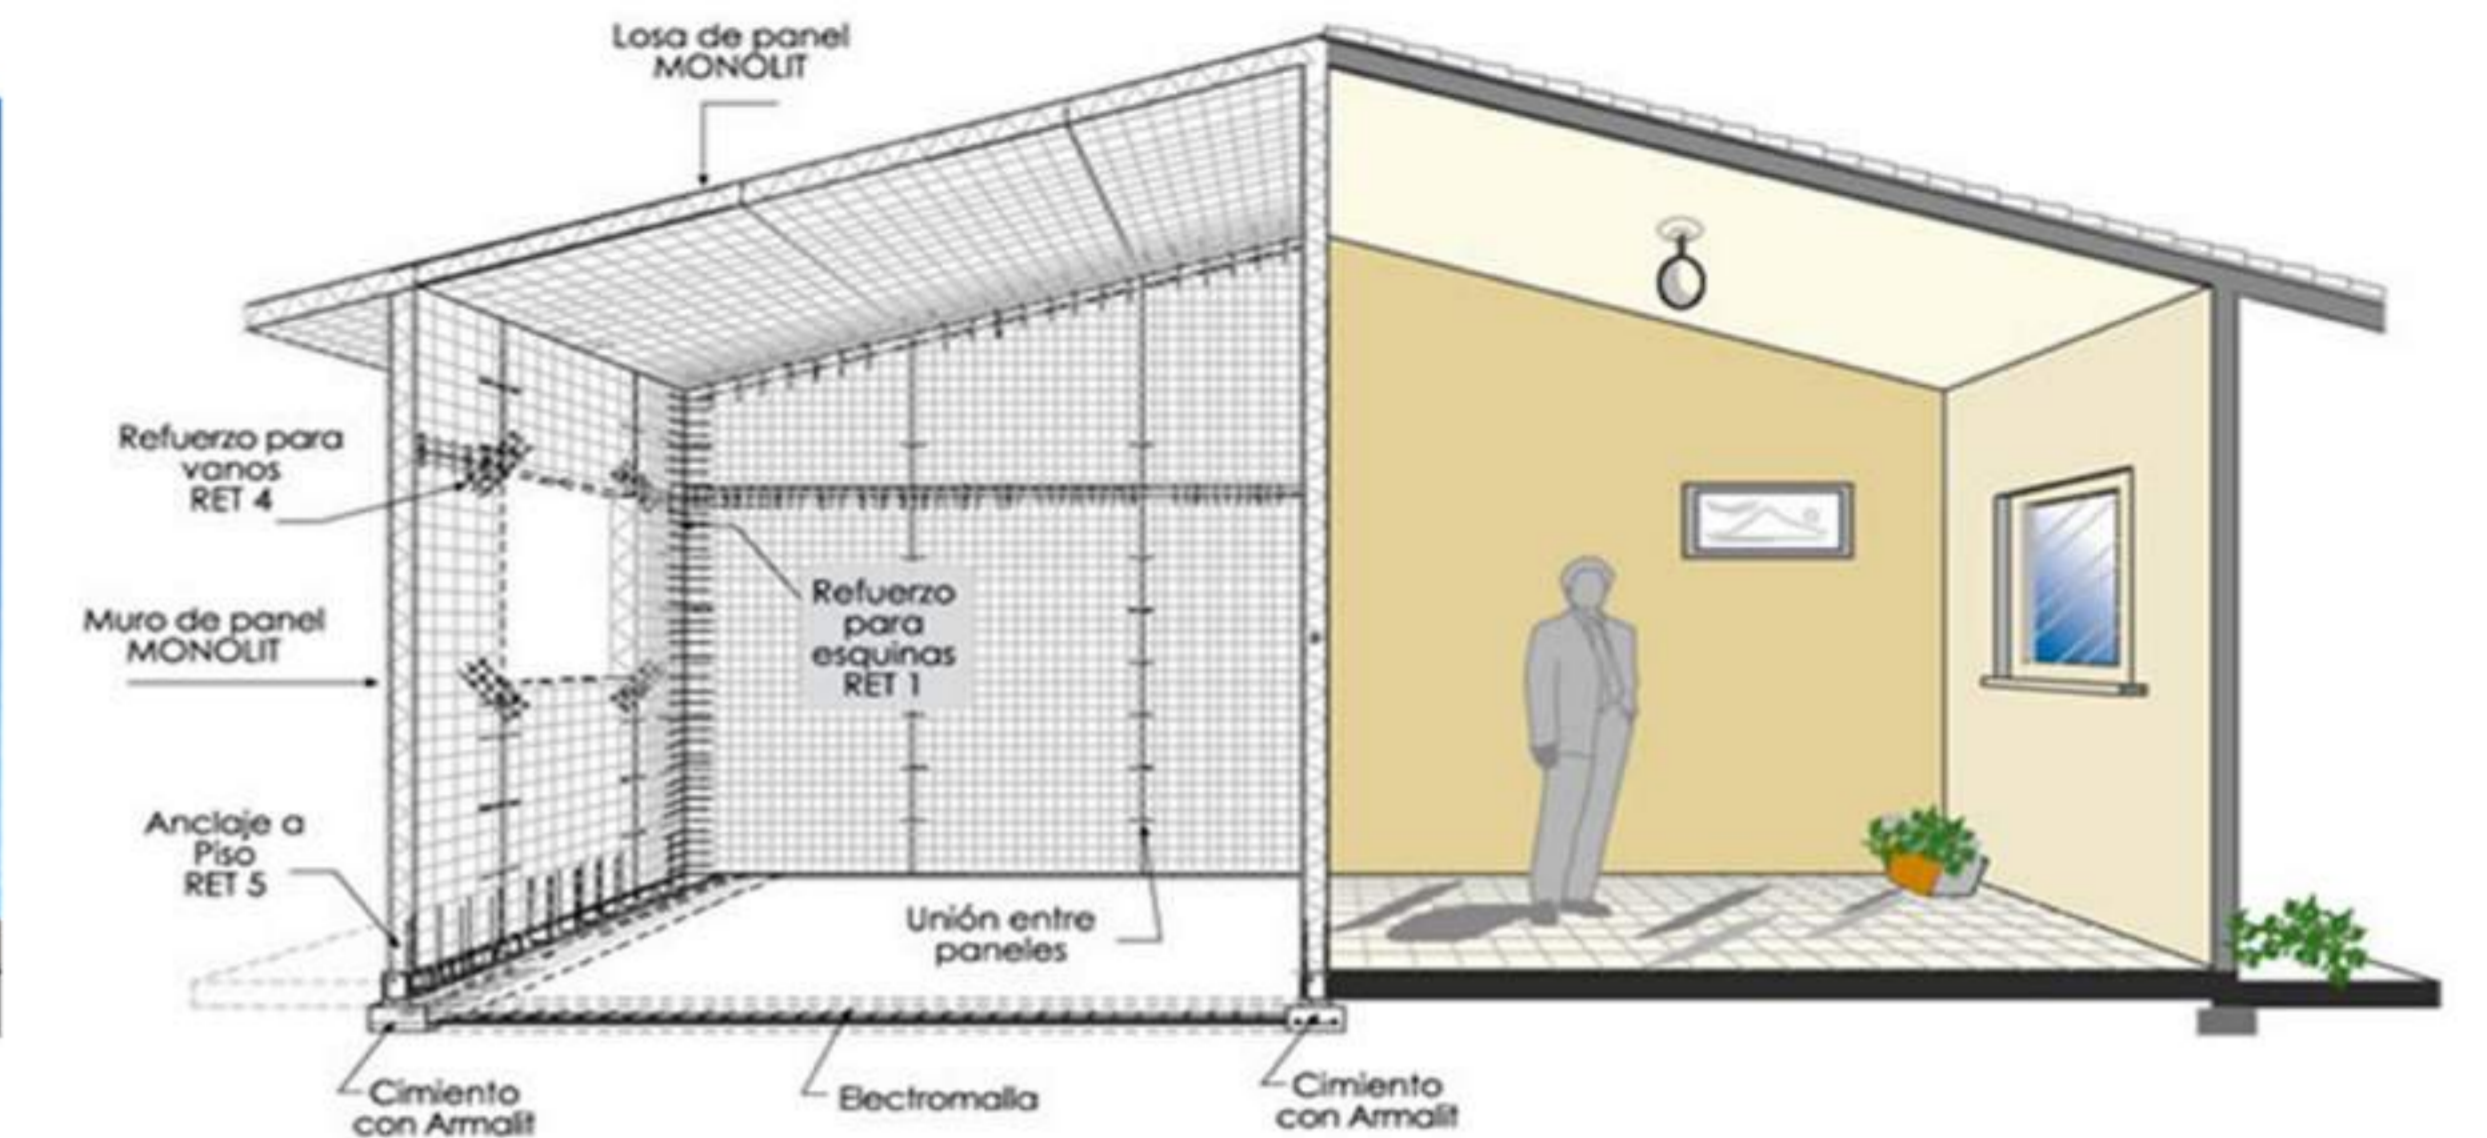 Losa de panel
MONOLIT
Refuerzo para
vanos
RET 4
Muro de panel
MONOLIT
Refuerzo
para
esquinas
RET 1
Anclaje a
Piso
RET 5
Unión entre
paneles
Cimiento
con Armalit
Electromalla
Cimiento
con Armalit